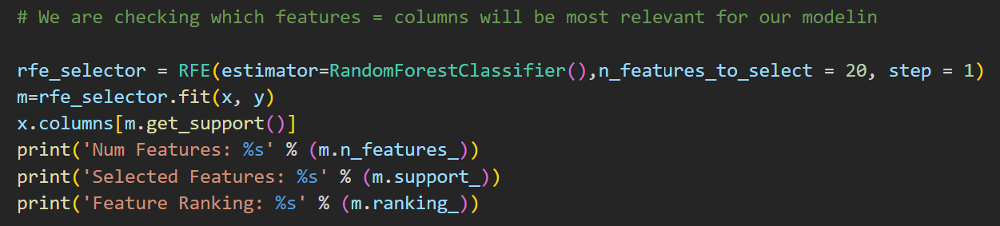 # We are checking which features = columns will be most relevant for our modelin
rfe_selector = RFE(estimator=RandomForestClassifier(),n_features_to_select = 20, step = 1)
m=rfe_selector.fit(x, y)
x.columns[m.get_support()]
print('Num Features: %s' % (m.n_features_))
print('Selected Features: %s' % (m.support_))
print('Feature Ranking: %s' % (m.ranking_))